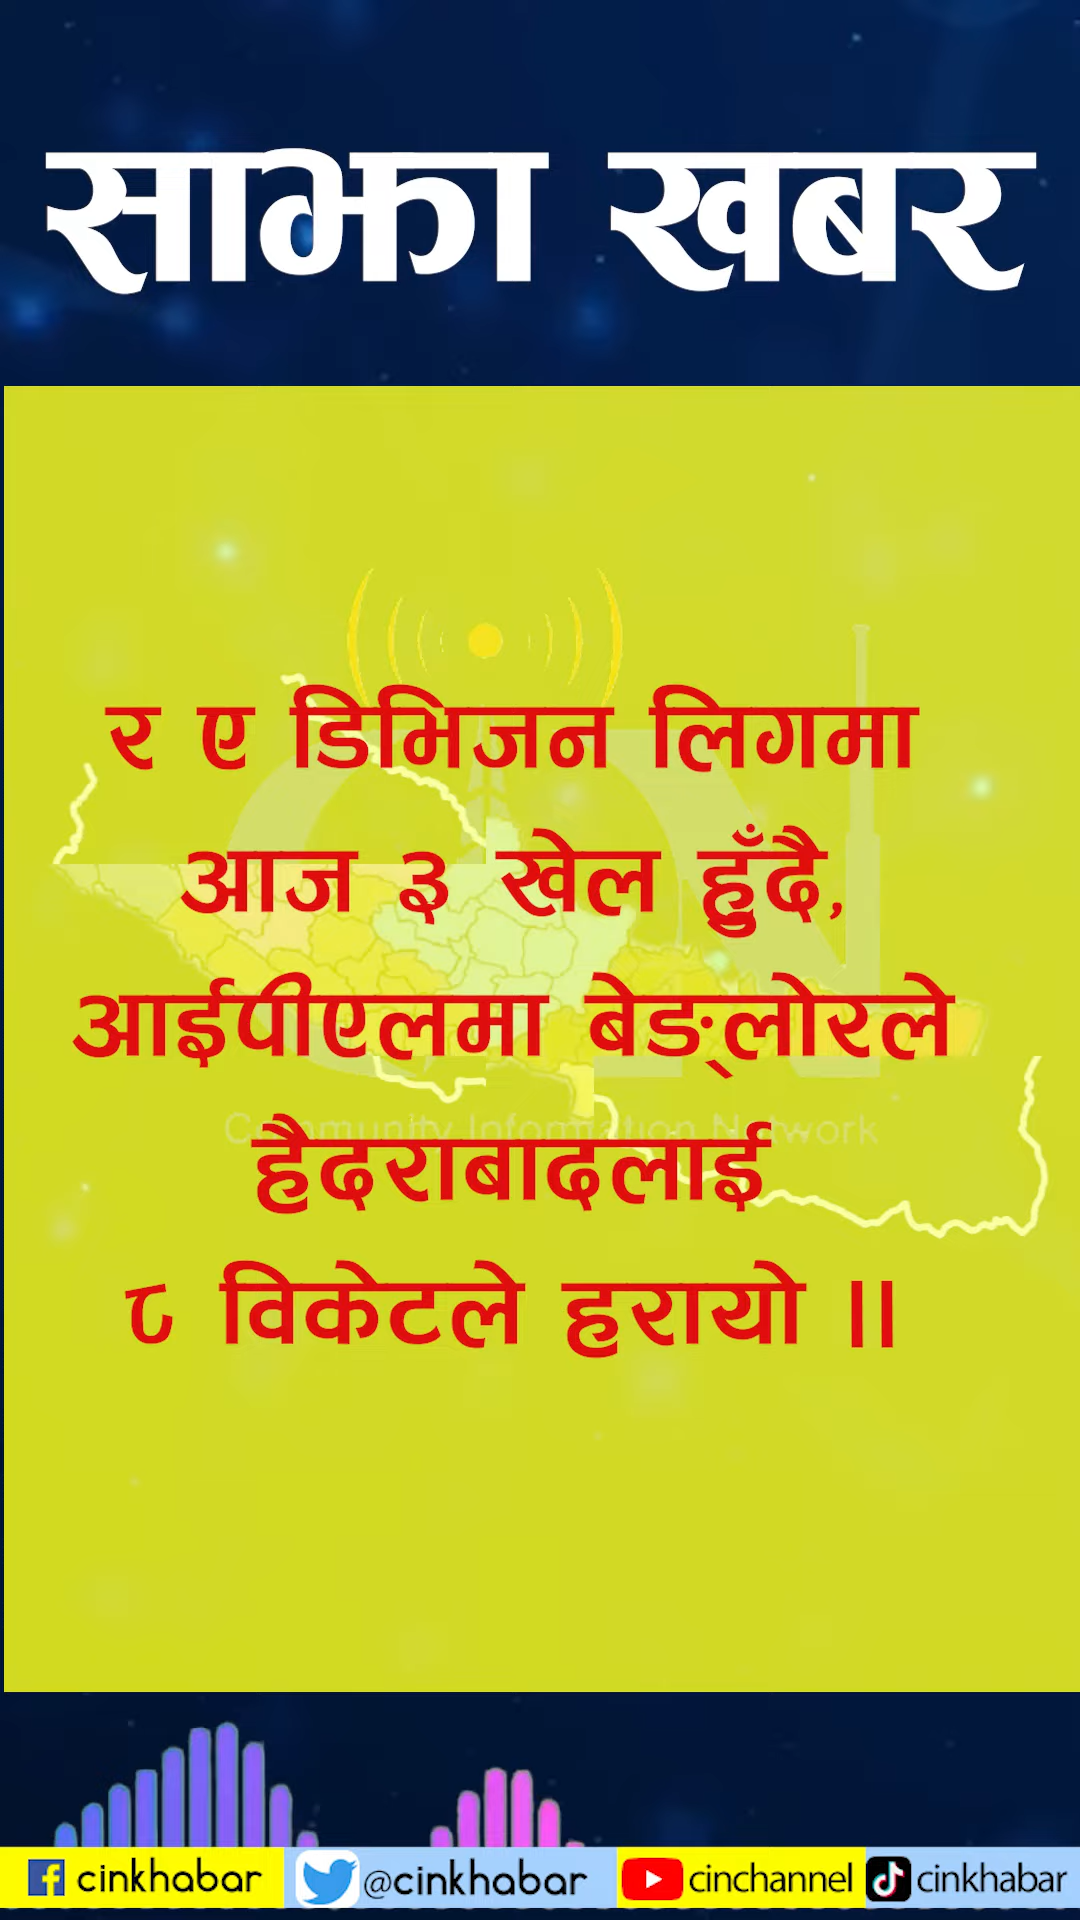 साझा खबर
र ए डिभिजन लिगमा
आज ३ खेल हुँदै,
आईपीएलमा बेङ्लोरले
Community Information Network
हैदराबादलाई
८ विकेटले हरायो ।।
cinkhabar @cinkhabar cinchannel cinkhabar